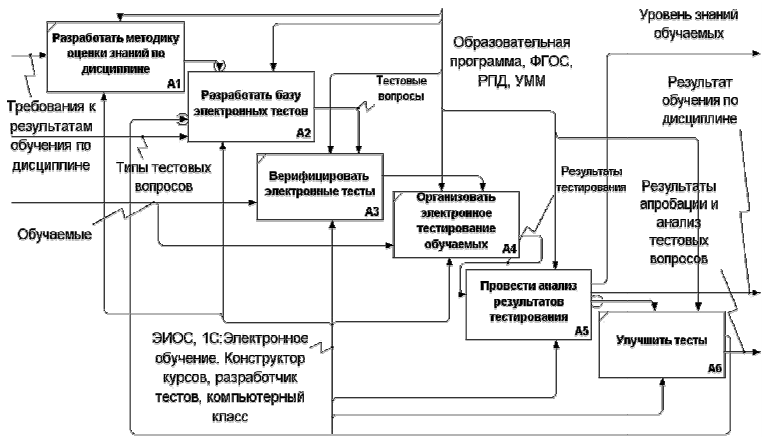 Разработать методику
оценки знаний по
дисциплине
A1
Уровень знаний
обучаемых
Образовательная
программа, ФГОС,
РПД, УММ
Разработать базу
электронных тестов
A2
Тестовые
вопросы
Результат
обучения по
дисциплине
Требования к
результатам
обучения по
дисциплине
Типы тестовых
вопросов
Верифицировать
электронные тесты
A3
Результаты
тестирования
Обучаемые
Организовать
электронное
тестирование
обучаемых
A4
Результаты
апробации и
анализ
тестовых
вопросов
Провести анализ
результатов
тестирования
A5
Улучшить тесты
A6
ЭИОС, 1С:Электронное
обучение. Конструктор
курсов, разработчик
тестов, компьютерный
класс